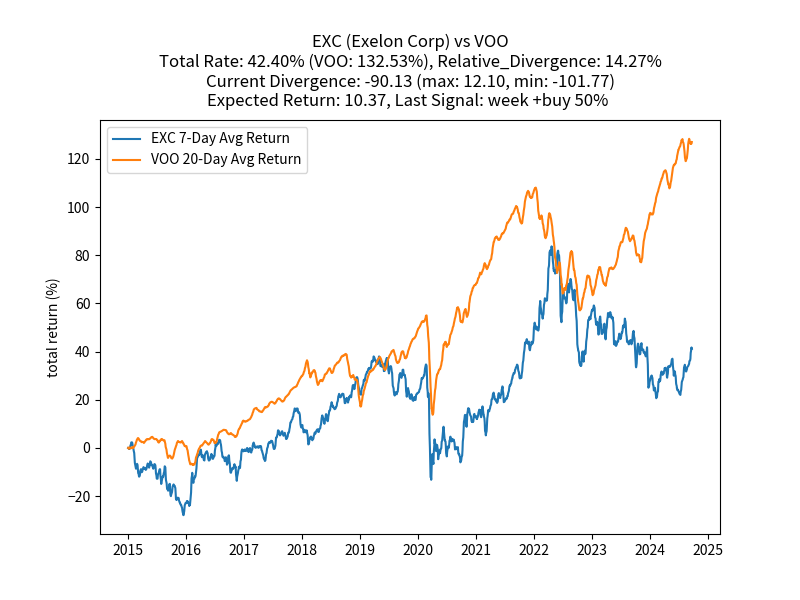 EXC (Exelon Corp) vs VOO
Total Rate: 42.40% (VOO: 132.53%), Relative_Divergence: 14.27%
Current Divergence: -90.13 (max: 12.10, min: -101.77)
Expected Return: 10.37, Last Signal: week +buy 50%
EXC 7-Day Avg Return
VOO 20-Day Avg Return
total return (%)
120
100
80
60
40
20
0
−20
2015 2016 2017 2018 2019 2020 2021 2022 2023 2024 2025